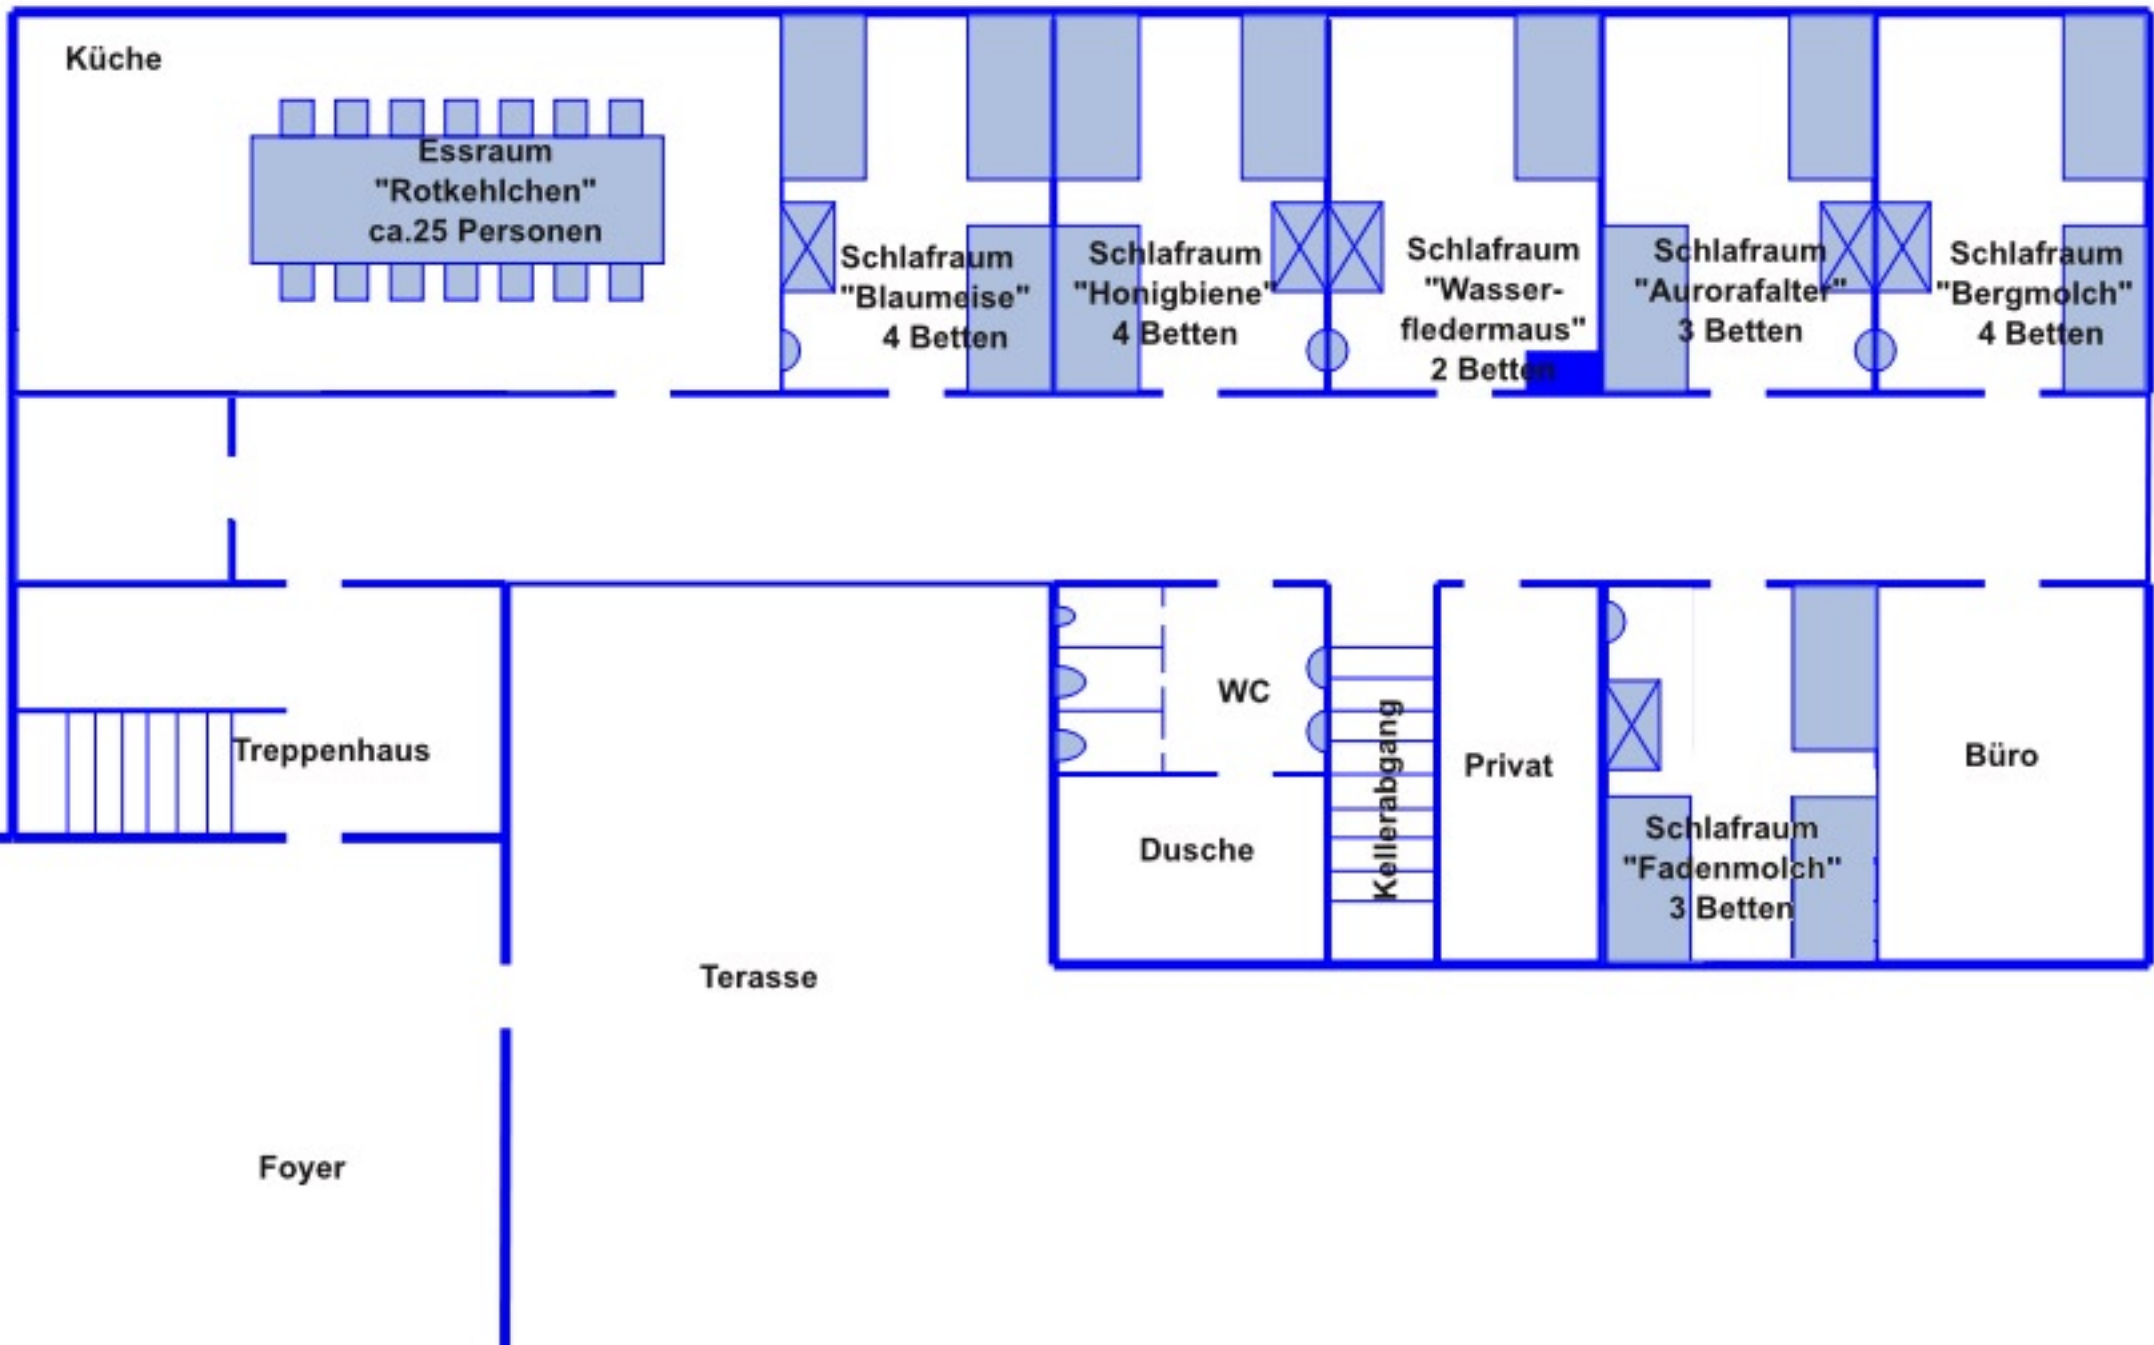 Küche
Essraum
"Rotkehlchen"
ca.25 Personen
Schlafraum
"Blaumeise"
4 Betten
Schlafraum
"Honigbiene"
4 Betten
Schlafraum
"Wasser-
fledermaus"
2 Betten
Schlafraum
"Aurorafalter"
3 Betten
Schlafraum
"Bergmolch"
4 Betten
Treppenhaus
WC
Dusche
Kellerabgang
Privat
Schlafraum
"Fadenmolch"
3 Betten
Büro
Terasse
Foyer